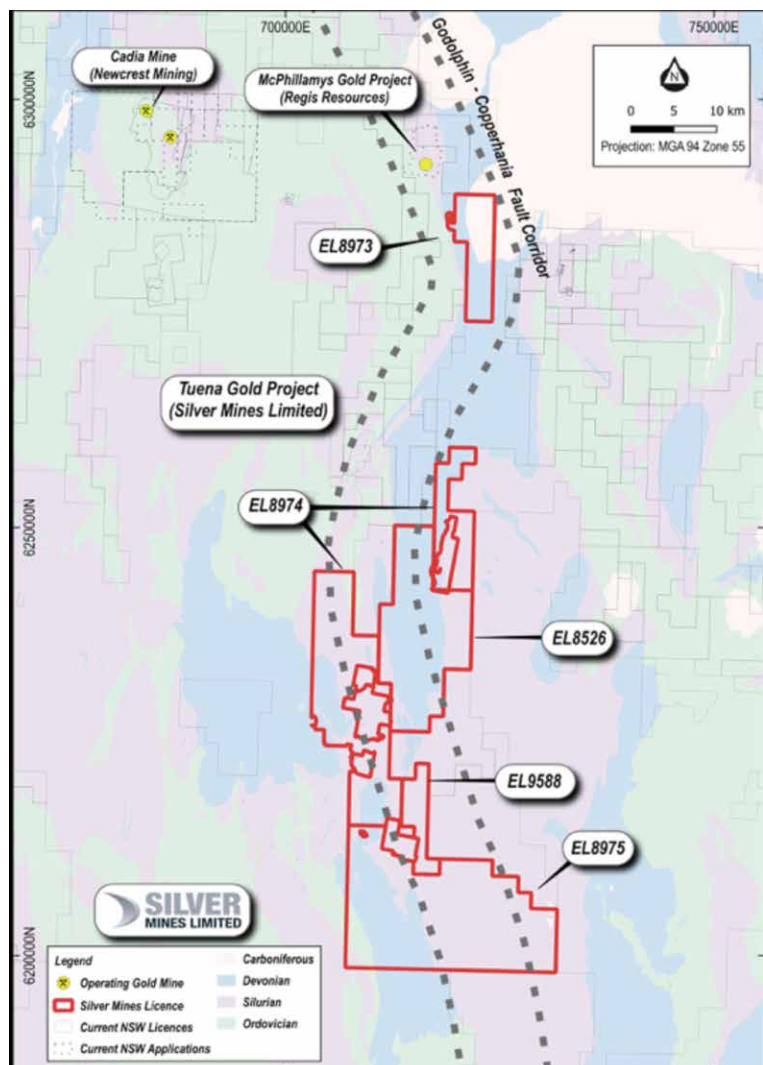 700000E
750000E
Cadia Mine
(Newcrest Mining)
McPhillamys Gold Project
(Regis Resources)
Godolphin - Copperhania Fault Corridor
N
0 5 10 km
Projection: MGA 94 Zone 55
6300000N
EL8973
Tuena Gold Project
(Silver Mines Limited)
EL8974
6250000N
EL8526
EL9588
EL8975
6200000N
SILVER
MINES LIMITED
Legend
Operating Gold Mine
Silver Mines Licence
Current NSW Licences
Current NSW Applications
Carboniferous
Devonian
Silurian
Ordovician